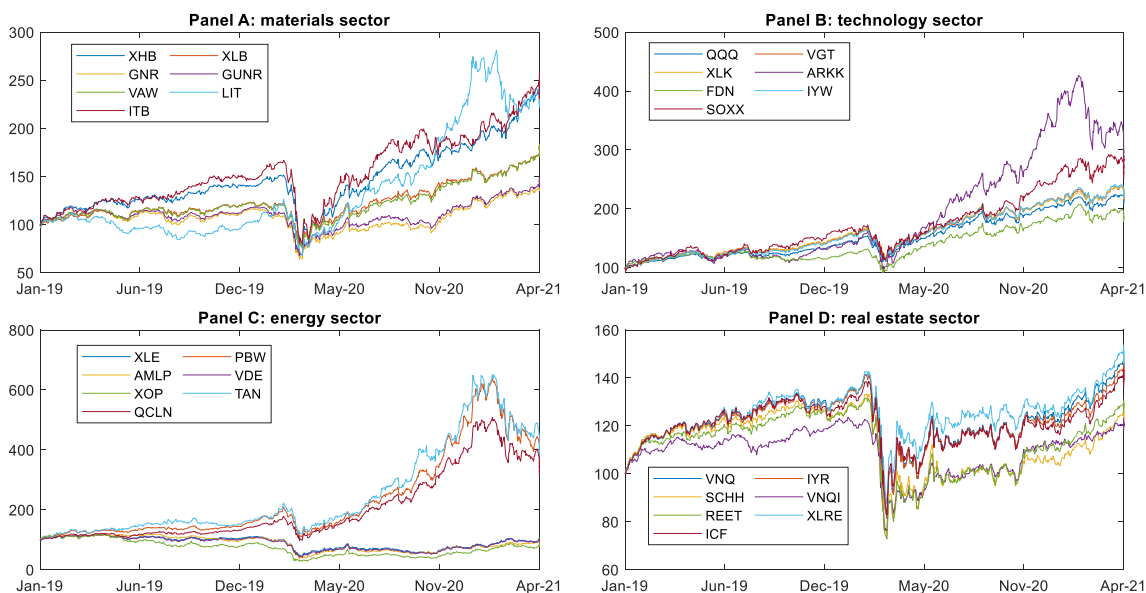 Panel A: materials sector
300
250
200
150
100
50
XHB XLB
GNR GUNR
VAW LIT
ITB
Jan-19 Jun-19 Dec-19 May-20 Nov-20 Apr-21
Panel B: technology sector
500
400
300
200
100
QQQ VGT
XLK ARKK
FDN IYW
SOXX
Jan-19 Jun-19 Dec-19 May-20 Nov-20 Apr-21
Panel C: energy sector
800
600
400
200
0
XLE PBW
AMLP VDE
XOP TAN
QCLN
Jan-19 Jun-19 Dec-19 May-20 Nov-20 Apr-21
Panel D: real estate sector
160
140
120
100
80
60
VNQ IYR
SCHH VNQI
REET XLRE
ICF
Jan-19 Jun-19 Dec-19 May-20 Nov-20 Apr-21